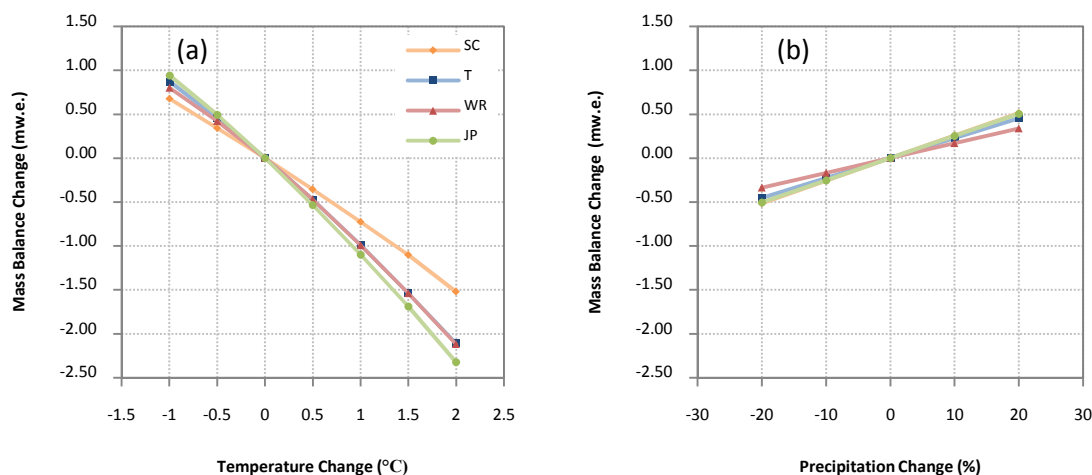 (a)
SC
T
WR
JP
1.50
1.00
0.50
0.00
-0.50
-1.00
-1.50
-2.00
-2.50
Mass Balance Change (mw.e.)
-1.5 -1 -0.5 0 0.5 1 1.5 2 2.5
Temperature Change (°C)
(b)
1.50
1.00
0.50
0.00
-0.50
-1.00
-1.50
-2.00
-2.50
Mass Balance Change (mw.e.)
-30 -20 -10 0 10 20 30
Precipitation Change (%)